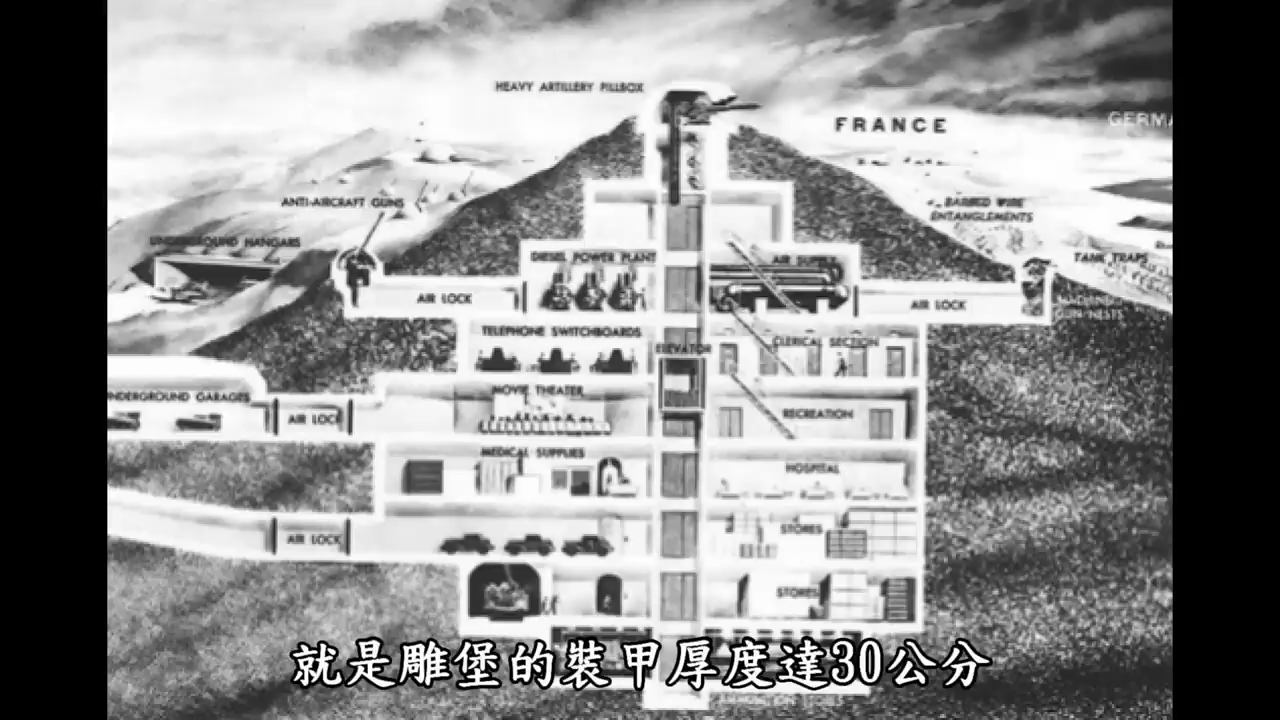 HEAVY ARTILLERY PILLBOX
FRANCE
GERMA
ANTI-AIRCRAFT GUNS
BARBED WIRE
ENTANGLEMENTS
UNDERGROUND HANGARS
DIESEL POWER PLANT
AIR SUPPLY
TANK TRAPS
AIR LOCK
AIR LOCK
GUN NESTS
TELEPHONE SWITCHBOARDS
ELEVATOR
CLERICAL SECTION
MOVIE THEATER
NDERGROUND GARAGES
AIR LOCK
RECREATION
MEDICAL SUPPLIES
HOSPITAL
STORES
AIR LOCK
STORES
就是雕堡的裝甲厚度達30公分